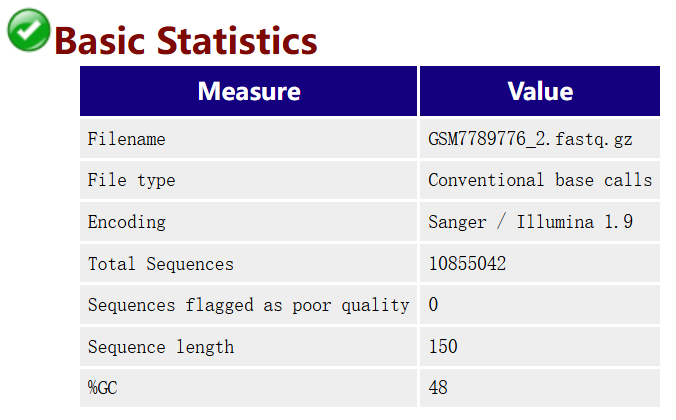 Basic Statistics
Measure Value
Filename GSM7789776_2.fastq.gz
File type Conventional base calls
Encoding Sanger / Illumina 1.9
Total Sequences 10855042
Sequences flagged as poor quality 0
Sequence length 150
%GC 48